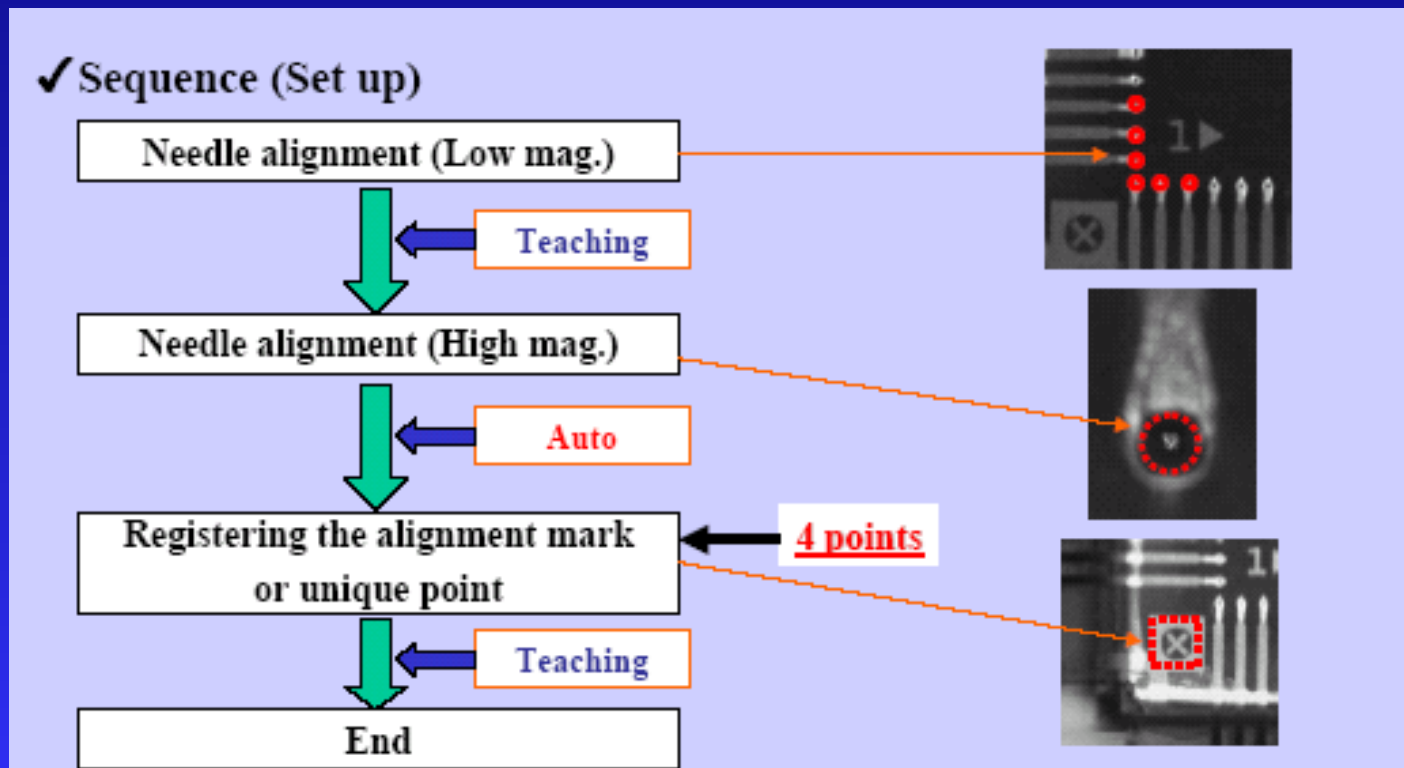 ✓Sequence (Set up)
Needle alignment (Low mag.)
Teaching
Needle alignment (High mag.)
Auto
Registering the alignment mark
or unique point
4 points
Teaching
End
1▶
1